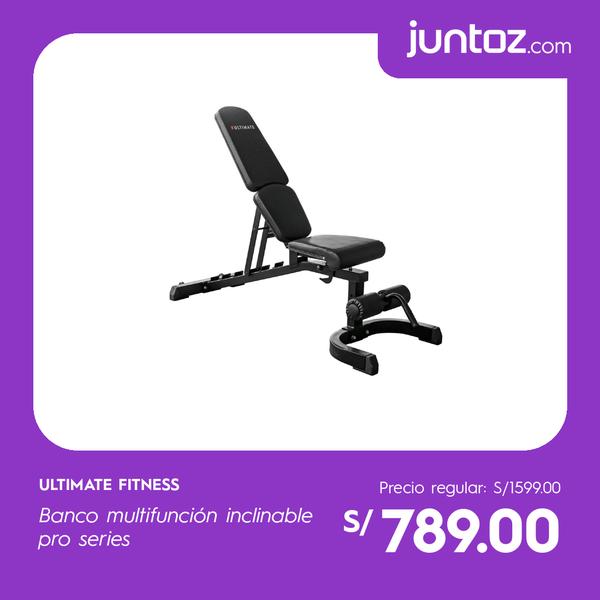 juntoz.com
ULTIMATE
ULTIMATE FITNESS
Banco multifunción inclinable
pro series
Precio regular: S/1599.00
S/789.00